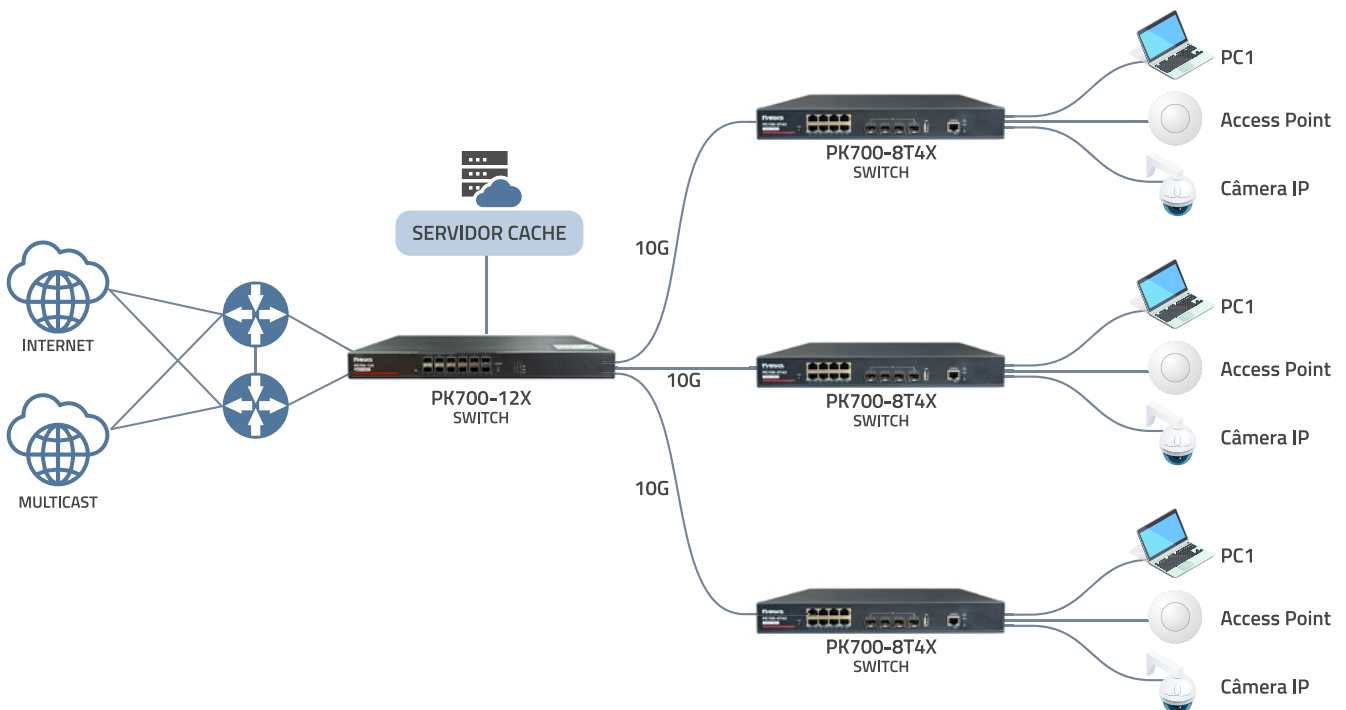 INTERNET
MULTICAST
SERVIDOR CACHE
PK700-12X
SWITCH
10G
10G
10G
PK700-8T4X
SWITCH
PC1
Access Point
Câmera IP
PK700-8T4X
SWITCH
PC1
Access Point
Câmera IP
PK700-8T4X
SWITCH
PC1
Access Point
Câmera IP